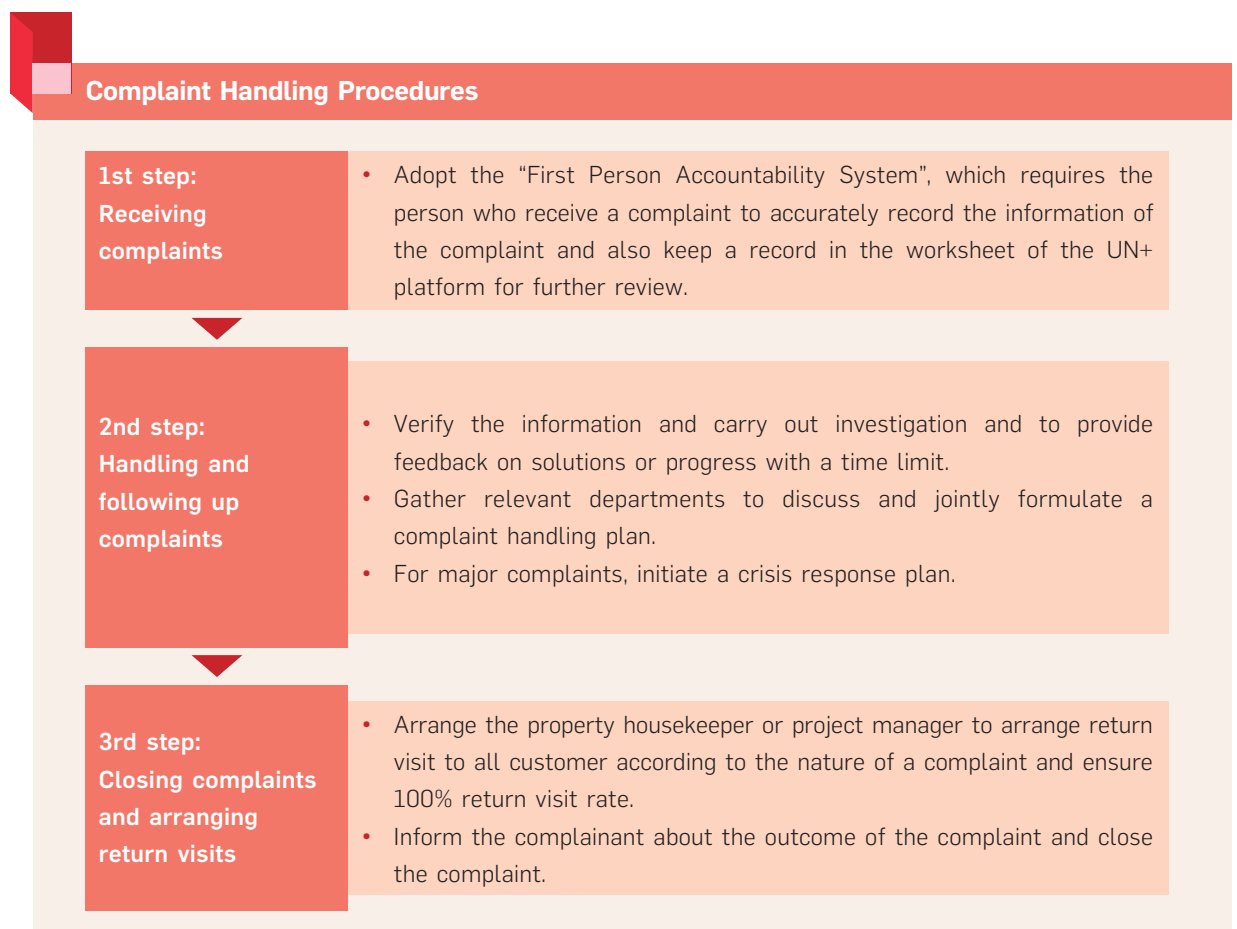 Complaint Handling Procedures
1st step:
Receiving
complaints
• Adopt the “First Person Accountability System”, which requires the
person who receive a complaint to accurately record the information of
the complaint and also keep a record in the worksheet of the UN+
platform for further review.
2nd step:
Handling and
following up
complaints
• Verify the information and carry out investigation and to provide
feedback on solutions or progress with a time limit.
• Gather relevant departments to discuss and jointly formulate a
complaint handling plan.
• For major complaints, initiate a crisis response plan.
3rd step:
Closing complaints
and arranging
return visits
• Arrange the property housekeeper or project manager to arrange return
visit to all customer according to the nature of a complaint and ensure
100% return visit rate.
• Inform the complainant about the outcome of the complaint and close
the complaint.